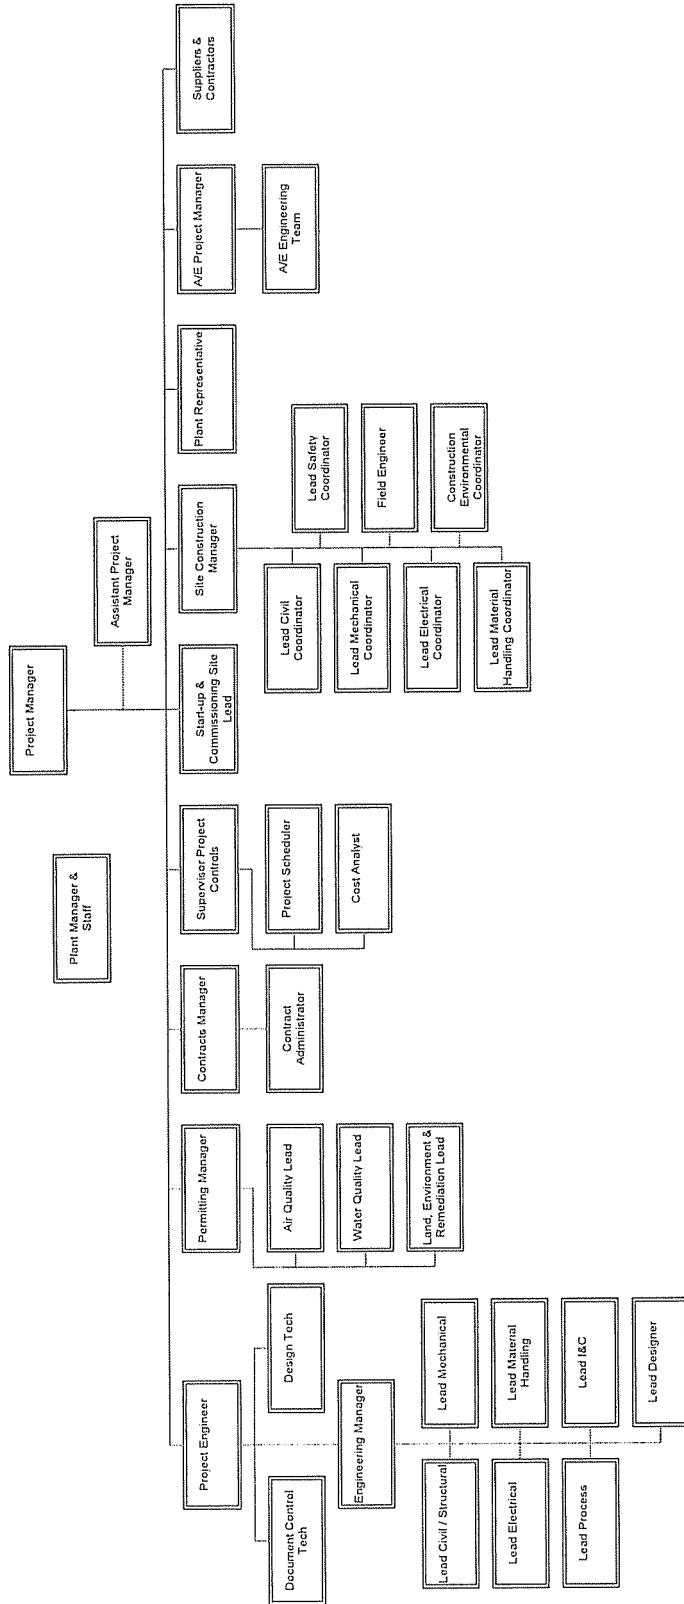 Project Manager
Plant Manager &
Staff
Assistant Project
Manager
Project Engineer
Permitting Manager
Contracts Manager
Supervisor Project
Controls
Start-up &
Commissioning Site
Lead
Site Construction
Manager
Plant Representative
A/E Project Manager
Suppliers &
Contractors
Document Control
Tech
Design Tech
Engineering Manager
Lead Civil / Structural
Lead Mechanical
Lead Electrical
Lead Material
Handling
Lead Process
Lead I&C
Lead Designer
Air Quality Lead
Water Quality Lead
Land, Environment &
Remediation Lead
Contract
Administrator
Project Scheduler
Cost Analyst
Lead Civil
Coordinator
Lead Safety
Coordinator
Lead Mechanical
Coordinator
Field Engineer
Lead Electrical
Coordinator
Construction
Environmental
Coordinator
Lead Material
Handling Coordinator
A/E Engineering
Team